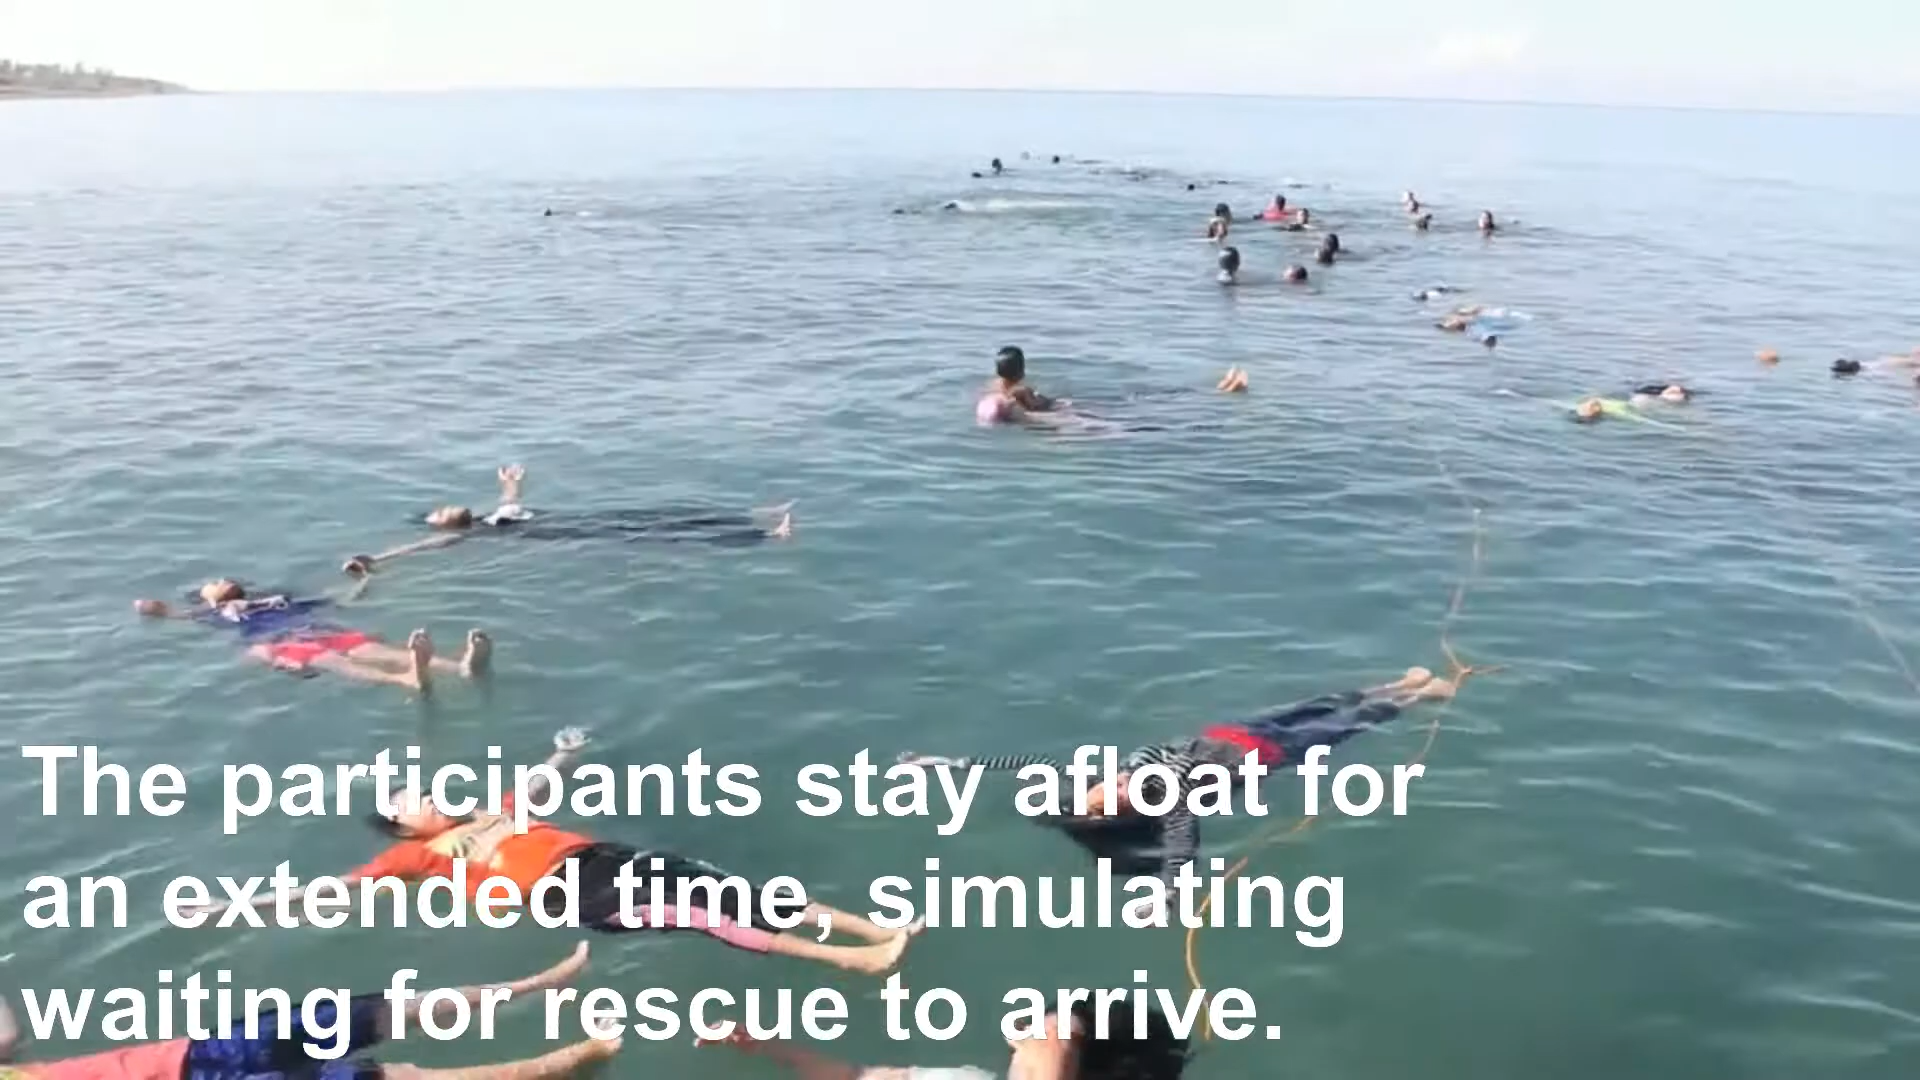 The participants stay afloat for
an extended time, simulating
waiting for rescue to arrive.